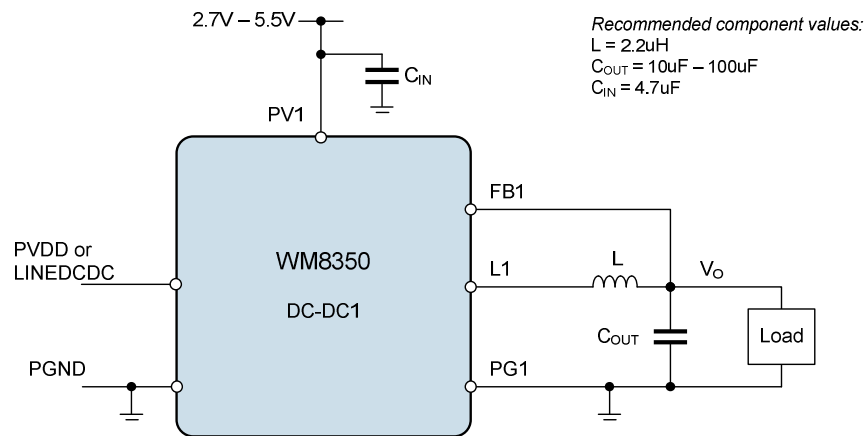 2.7V – 5.5V
Recommended component values:
L = 2.2uH
COUT = 10uF – 100uF
CIN = 4.7uF
CIN
PV1
FB1
PVDD or
LINEDCDC
WM8350
DC-DC1
L1
L
VO
COUT
Load
PGND
PG1